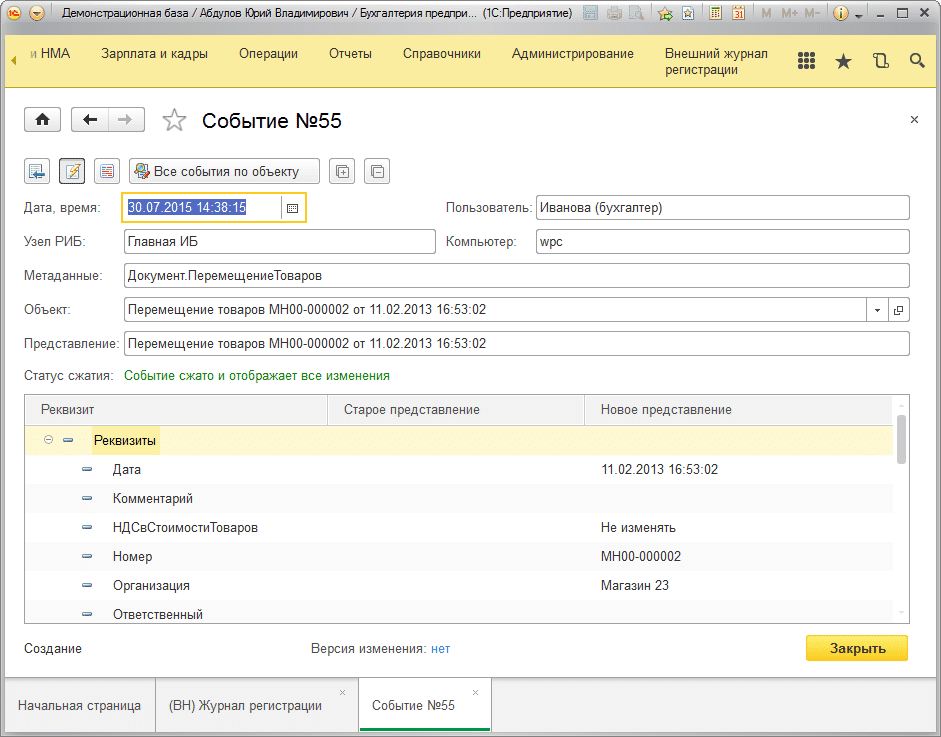 Демонстрационная база / Абдулов Юрий Владимирович / Бухгалтерия предпри... (1С:Предприятие)
M M+ M-
и НМА Зарплата и кадры Операции Отчеты Справочники Администрирование Внешний журнал
регистрации
Событие №55
Все события по объекту
Дата, время: 30.07.2015 14:38:15 Пользователь: Иванова (бухгалтер)
Узел РИБ: Главная ИБ Компьютер: wpc
Метаданные: Документ.ПеремещениеТоваров
Объект: Перемещение товаров МН00-000002 от 11.02.2013 16:53:02
Представление: Перемещение товаров МН00-000002 от 11.02.2013 16:53:02
Статус сжатия: Событие сжато и отображает все изменения
Реквизит Старое представление Новое представление
Реквизиты
Дата 11.02.2013 16:53:02
Комментарий
НДСвСтоимостиТоваров Не изменять
Номер МН00-000002
Организация Магазин 23
Ответственный
Создание Версия изменения: нет Закрыть
Начальная страница (ВН) Журнал регистрации Событие №55